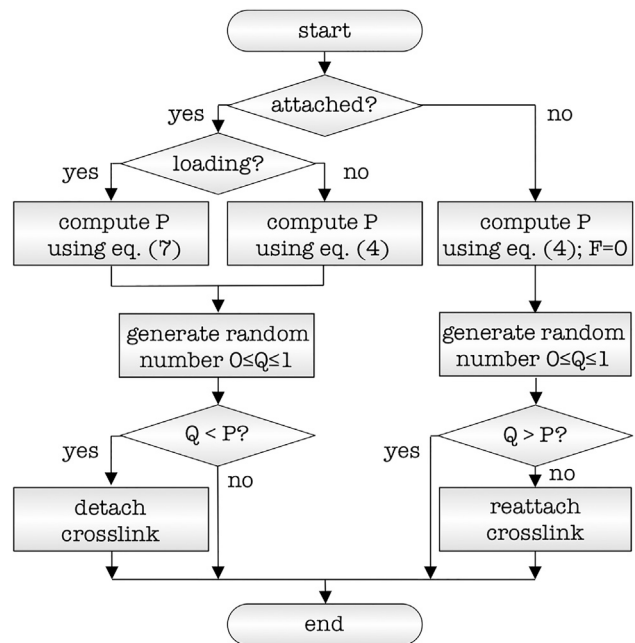 start
attached?
yes
no
loading?
yes
no
compute P
using eq. (7)
compute P
using eq. (4)
compute P
using eq. (4); F=0
generate random
number 0≤Q≤1
generate random
number 0≤Q≤1
Q < P?
Q > P?
yes
no
yes
no
detach
crosslink
reattach
crosslink
end